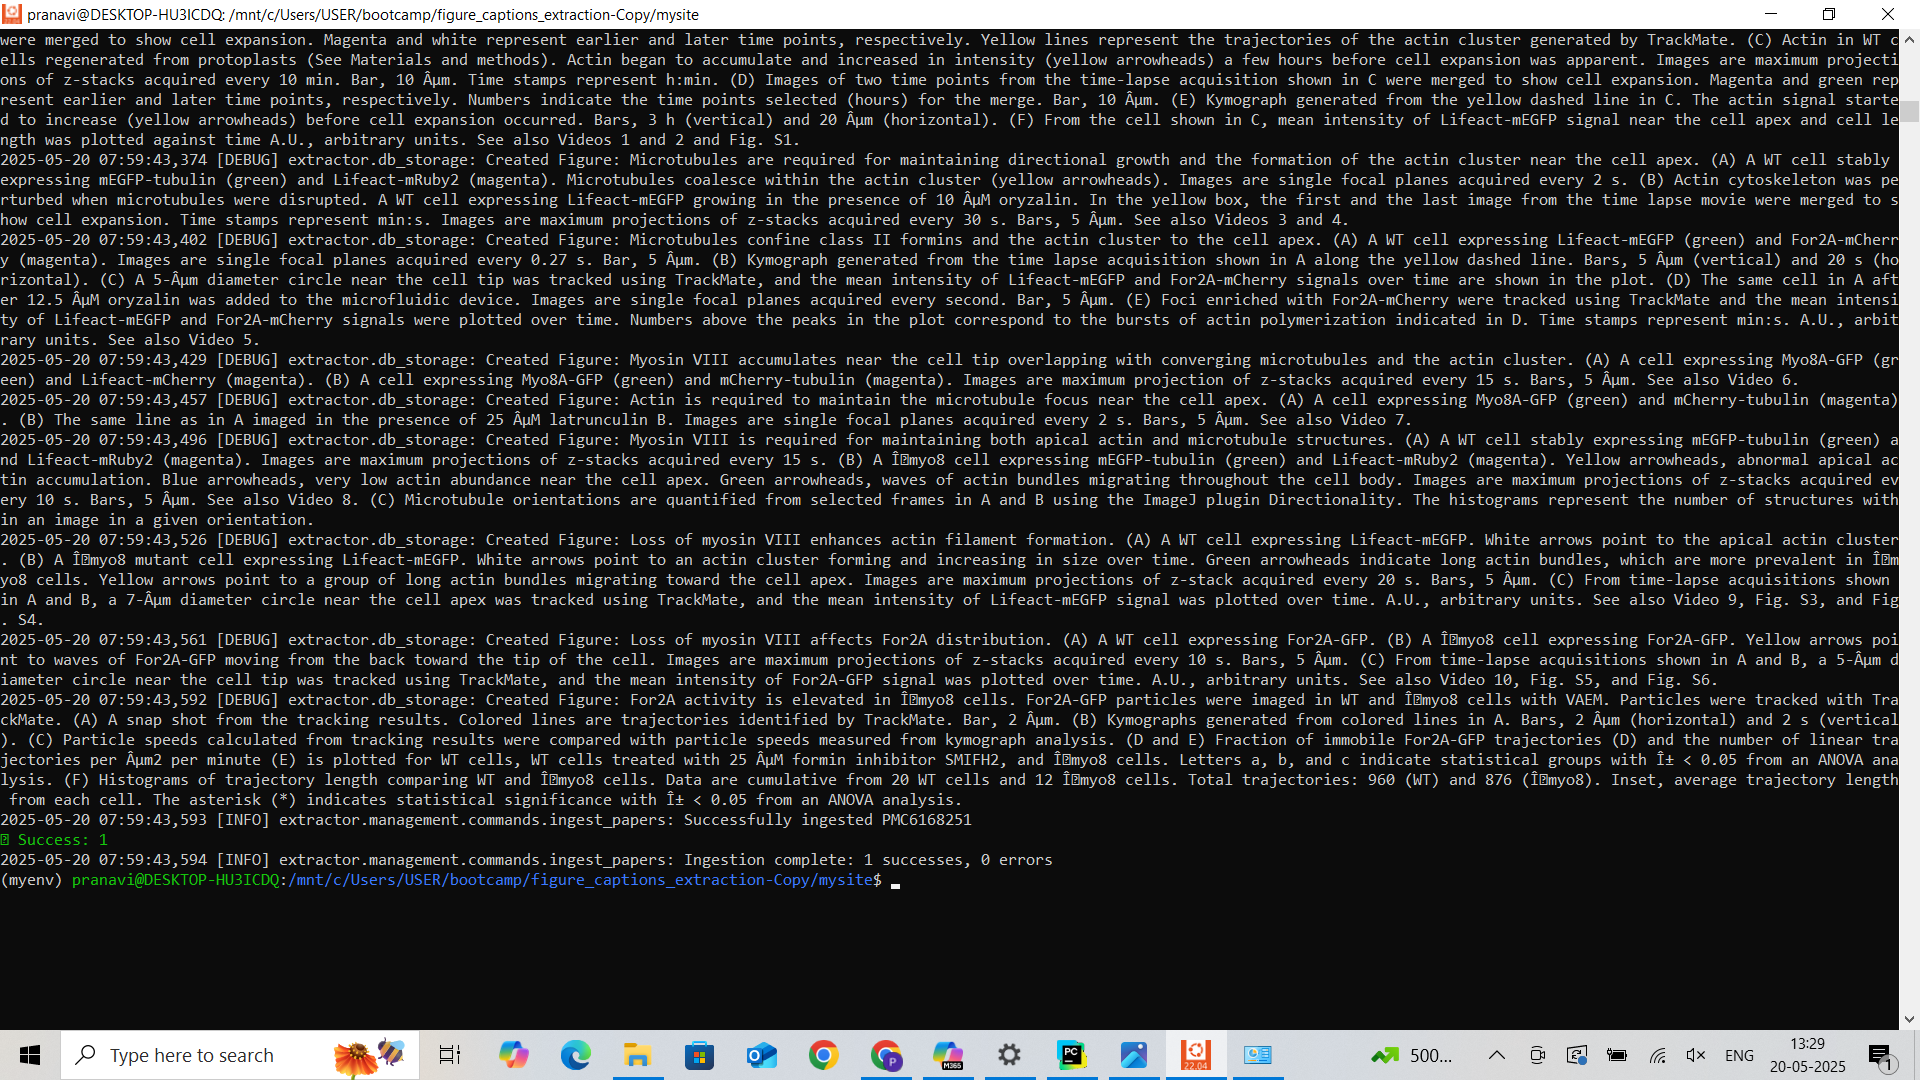 pranavi@DESKTOP-HU3ICDQ: /mnt/c/Users/USER/bootcamp/figure_captions_extraction-Copy/mysite
were merged to show cell expansion. Magenta and white represent earlier and later time points, respectively. Yellow lines represent the trajectories of the actin cluster generated by TrackMate. (C) Actin in WT c
ells regenerated from protoplasts (See Materials and methods). Actin began to accumulate and increased in intensity (yellow arrowheads) a few hours before cell expansion was apparent. Images are maximum projecti
ons of z-stacks acquired every 10 min. Bar, 10 Âµm. Time stamps represent h:min. (D) Images of two time points from the time-lapse acquisition shown in C were merged to show cell expansion. Magenta and green rep
resent earlier and later time points, respectively. Numbers indicate the time points selected (hours) for the merge. Bar, 10 Âµm. (E) Kymograph generated from the yellow dashed line in C. The actin signal starte
d to increase (yellow arrowheads) before cell expansion occurred. Bars, 3 h (vertical) and 20 Âµm (horizontal). (F) From the cell shown in C, mean intensity of Lifeact-mEGFP signal near the cell apex and cell le
ngth was plotted against time A.U., arbitrary units. See also Videos 1 and 2 and Fig. S1.
2025-05-20 07:59:43,374 [DEBUG] extractor.db_storage: Created Figure: Microtubules are required for maintaining directional growth and the formation of the actin cluster near the cell apex. (A) A WT cell stably
expressing mEGFP-tubulin (green) and Lifeact-mRuby2 (magenta). Microtubules coalesce within the actin cluster (yellow arrowheads). Images are single focal planes acquired every 2 s. (B) Actin cytoskeleton was pe
rturbed when microtubules were disrupted. A WT cell expressing Lifeact-mEGFP growing in the presence of 10 ÂµM oryzalin. In the yellow box, the first and the last image from the time lapse movie were merged to s
how cell expansion. Time stamps represent min:s. Images are maximum projections of z-stacks acquired every 30 s. Bars, 5 Âµm. See also Videos 3 and 4.
2025-05-20 07:59:43,402 [DEBUG] extractor.db_storage: Created Figure: Microtubules confine class II formins and the actin cluster to the cell apex. (A) A WT cell expressing Lifeact-mEGFP (green) and For2A-mCherr
y (magenta). Images are single focal planes acquired every 0.27 s. Bar, 5 Âµm. (B) Kymograph generated from the time lapse acquisition shown in A along the yellow dashed line. Bars, 5 Âµm (vertical) and 20 s (ho
rizontal). (C) A 5-Âµm diameter circle near the cell tip was tracked using TrackMate, and the mean intensity of Lifeact-mEGFP and For2A-mCherry signals over time are shown in the plot. (D) The same cell in A aft
er 12.5 ÂµM oryzalin was added to the microfluidic device. Images are single focal planes acquired every second. Bar, 5 Âµm. (E) Foci enriched with For2A-mCherry were tracked using TrackMate and the mean intensi
ty of Lifeact-mEGFP and For2A-mCherry signals were plotted over time. Numbers above the peaks in the plot correspond to the bursts of actin polymerization indicated in D. Time stamps represent min:s. A.U., arbit
rary units. See also Video 5.
2025-05-20 07:59:43,429 [DEBUG] extractor.db_storage: Created Figure: Myosin VIII accumulates near the cell tip overlapping with converging microtubules and the actin cluster. (A) A cell expressing Myo8A-GFP (gr
een) and Lifeact-mCherry (magenta). (B) A cell expressing Myo8A-GFP (green) and mCherry-tubulin (magenta). Images are maximum projection of z-stacks acquired every 15 s. Bars, 5 Âµm. See also Video 6.
2025-05-20 07:59:43,457 [DEBUG] extractor.db_storage: Created Figure: Actin is required to maintain the microtubule focus near the cell apex. (A) A cell expressing Myo8A-GFP (green) and mCherry-tubulin (magenta)
. (B) The same line as in A imaged in the presence of 25 ÂµM latrunculin B. Images are single focal planes acquired every 2 s. Bars, 5 Âµm. See also Video 7.
2025-05-20 07:59:43,496 [DEBUG] extractor.db_storage: Created Figure: Myosin VIII is required for maintaining both apical actin and microtubule structures. (A) A WT cell stably expressing mEGFP-tubulin (green) a
nd Lifeact-mRuby2 (magenta). Images are maximum projections of z-stacks acquired every 15 s. (B) A Î�myo8 cell expressing mEGFP-tubulin (green) and Lifeact-mRuby2 (magenta). Yellow arrowheads, abnormal apical ac
tin accumulation. Blue arrowheads, very low actin abundance near the cell apex. Green arrowheads, waves of actin bundles migrating throughout the cell body. Images are maximum projections of z-stacks acquired ev
ery 10 s. Bars, 5 Âµm. See also Video 8. (C) Microtubule orientations are quantified from selected frames in A and B using the ImageJ plugin Directionality. The histograms represent the number of structures with
in an image in a given orientation.
2025-05-20 07:59:43,526 [DEBUG] extractor.db_storage: Created Figure: Loss of myosin VIII enhances actin filament formation. (A) A WT cell expressing Lifeact-mEGFP. White arrows point to the apical actin cluster
. (B) A Î�myo8 mutant cell expressing Lifeact-mEGFP. White arrows point to an actin cluster forming and increasing in size over time. Green arrowheads indicate long actin bundles, which are more prevalent in Î�m
yo8 cells. Yellow arrows point to a group of long actin bundles migrating toward the cell apex. Images are maximum projections of z-stack acquired every 20 s. Bars, 5 Âµm. (C) From time-lapse acquisitions shown
in A and B, a 7-Âµm diameter circle near the cell apex was tracked using TrackMate, and the mean intensity of Lifeact-mEGFP signal was plotted over time. A.U., arbitrary units. See also Video 9, Fig. S3, and Fig
. S4.
2025-05-20 07:59:43,561 [DEBUG] extractor.db_storage: Created Figure: Loss of myosin VIII affects For2A distribution. (A) A WT cell expressing For2A-GFP. (B) A Î�myo8 cell expressing For2A-GFP. Yellow arrows poi
nt to waves of For2A-GFP moving from the back toward the tip of the cell. Images are maximum projections of z-stacks acquired every 10 s. Bars, 5 Âµm. (C) From time-lapse acquisitions shown in A and B, a 5-Âµm d
iameter circle near the cell tip was tracked using TrackMate, and the mean intensity of For2A-GFP signal was plotted over time. A.U., arbitrary units. See also Video 10, Fig. S5, and Fig. S6.
2025-05-20 07:59:43,592 [DEBUG] extractor.db_storage: Created Figure: For2A activity is elevated in Î�myo8 cells. For2A-GFP particles were imaged in WT and Î�myo8 cells with VAEM. Particles were tracked with Tra
ckMate. (A) A snap shot from the tracking results. Colored lines are trajectories identified by TrackMate. Bar, 2 Âµm. (B) Kymographs generated from colored lines in A. Bars, 2 Âµm (horizontal) and 2 s (vertical
). (C) Particle speeds calculated from tracking results were compared with particle speeds measured from kymograph analysis. (D and E) Fraction of immobile For2A-GFP trajectories (D) and the number of linear tra
jectories per Âµm2 per minute (E) is plotted for WT cells, WT cells treated with 25 ÂµM formin inhibitor SMIFH2, and Î�myo8 cells. Letters a, b, and c indicate statistical groups with Î± < 0.05 from an ANOVA ana
lysis. (F) Histograms of trajectory length comparing WT and Î�myo8 cells. Data are cumulative from 20 WT cells and 12 Î�myo8 cells. Total trajectories: 960 (WT) and 876 (Î�myo8). Inset, average trajectory length
from each cell. The asterisk (*) indicates statistical significance with Î± < 0.05 from an ANOVA analysis.
2025-05-20 07:59:43,593 [INFO] extractor.management.commands.ingest_papers: Successfully ingested PMC6168251
� Success: 1
2025-05-20 07:59:43,594 [INFO] extractor.management.commands.ingest_papers: Ingestion complete: 1 successes, 0 errors
(myenv) pranavi@DESKTOP-HU3ICDQ:/mnt/c/Users/USER/bootcamp/figure_captions_extraction-Copy/mysite$
Type here to search
M365
PC
22.04
500...
ENG
13:29
20-05-2025
1